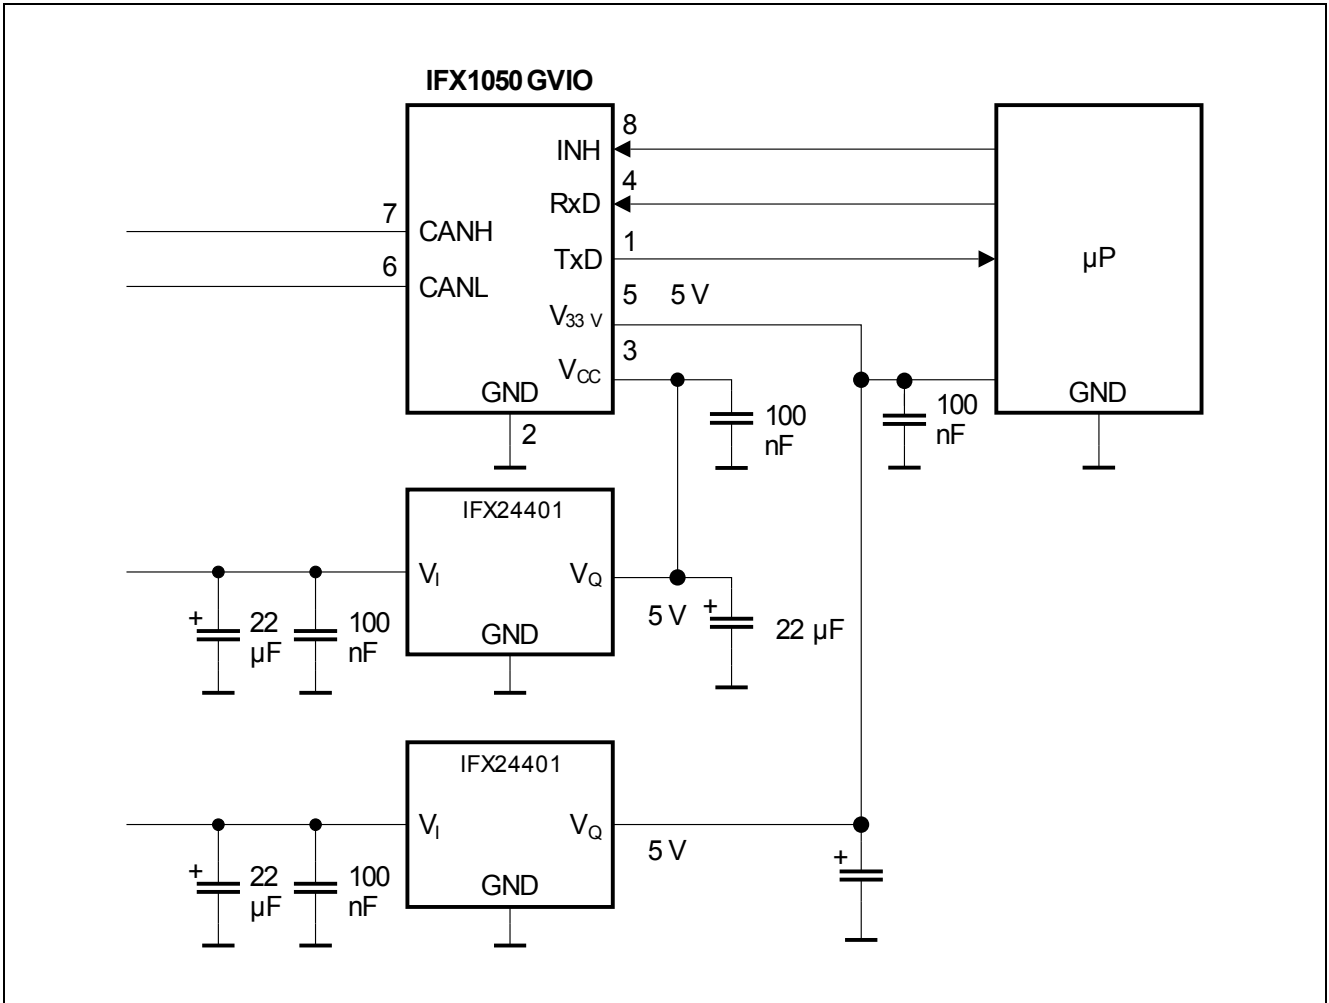 IFX1050 GVIO
8
INH
4
RxD
7
CANH
1
TxD
µP
6
CANL
5 5 V
V33 V
3
VCC
GND
2
100
nF
100
nF
GND
IFX24401
VI
VQ
5 V
+
22 µF
+
22
µF
100
nF
GND
IFX24401
VI
VQ
5 V
+
+
22
µF
100
nF
GND